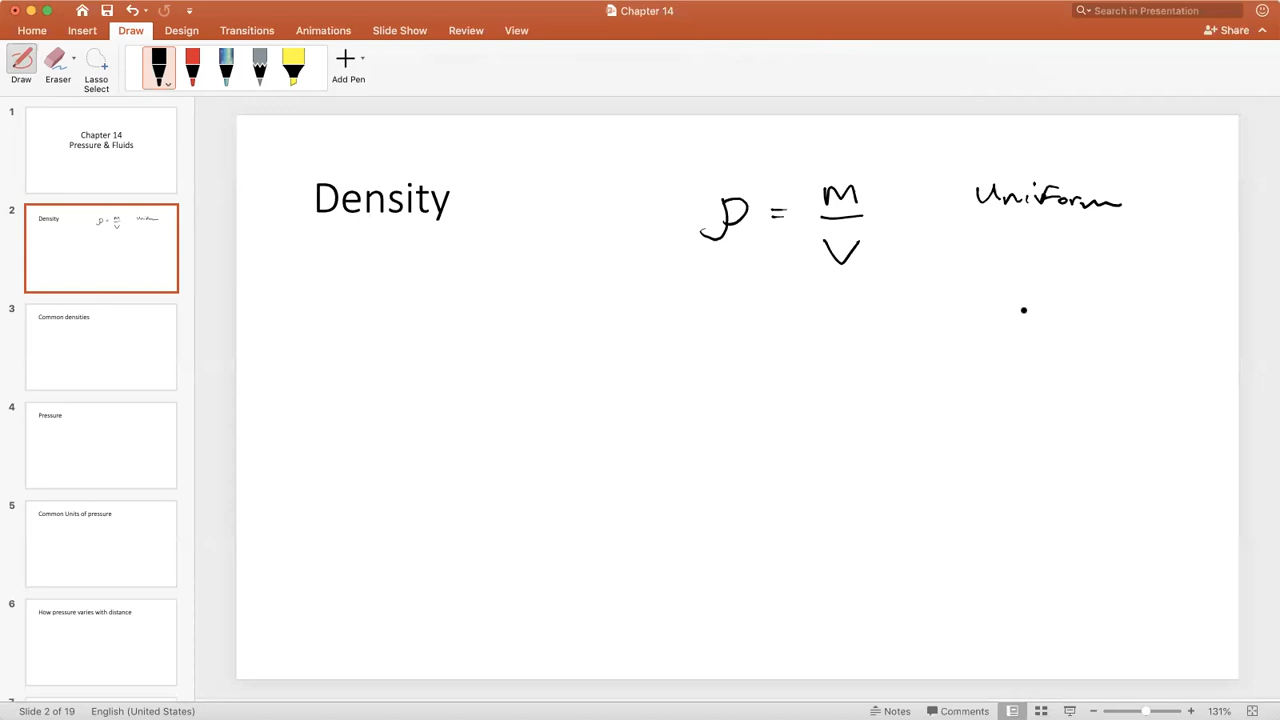 Chapter 14
Search in Presentation
Home Insert Draw Design Transitions Animations Slide Show Review View Share
Draw Eraser Lasso Select Add Pen
1
Chapter 14
Pressure & Fluids
2
Density ρ = m/V Uniform
3
Common densities
4
Pressure
5
Common Units of pressure
6
How pressure varies with distance
Density
ρ = m/V
Uniform
Slide 2 of 19 English (United States) Notes Comments 131%